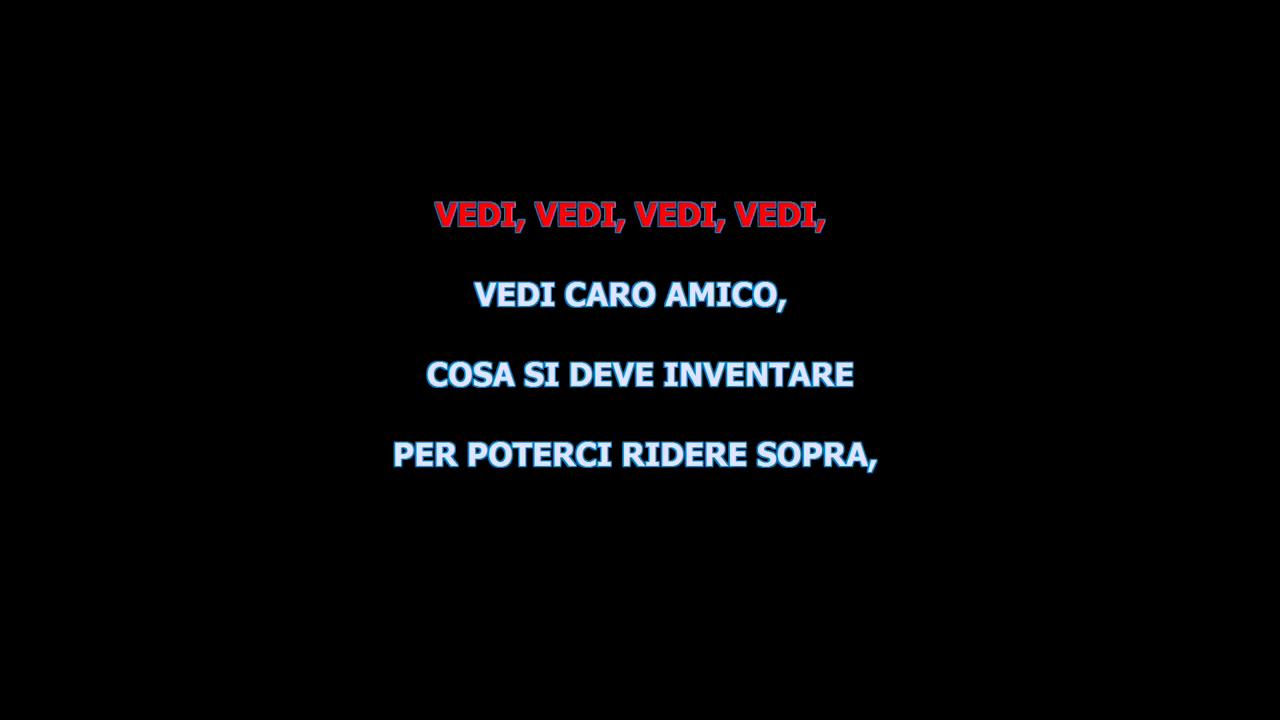 VEDI, VEDI, VEDI, VEDI,
VEDI CARO AMICO,
COSA SI DEVE INVENTARE
PER POTERCI RIDERE SOPRA,